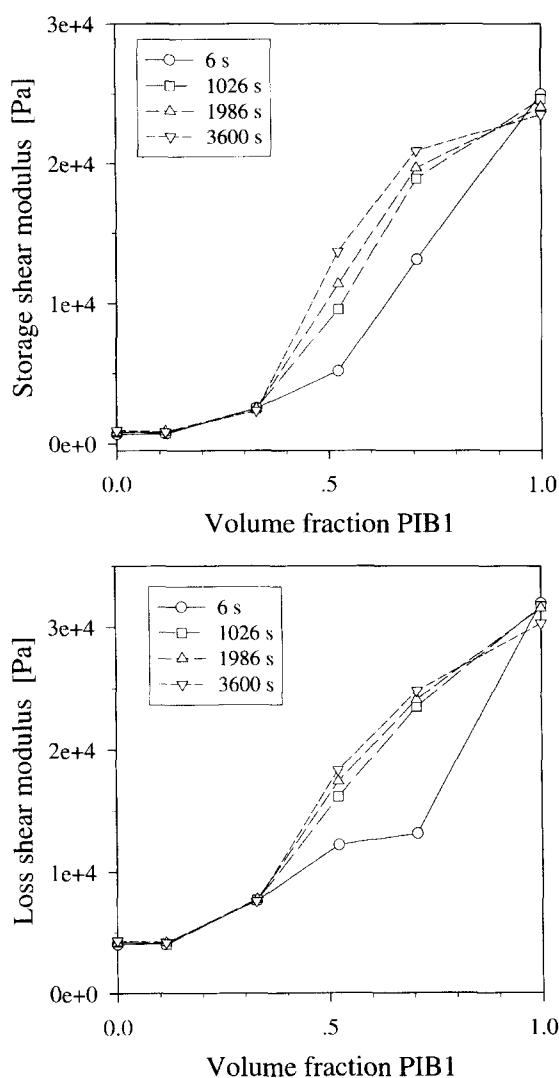 3e+4
2e+4
1e+4
0e+0
Storage shear modulus [Pa]
6 s
1026 s
1986 s
3600 s
0.0
.5
1.0
Volume fraction PIB1
3e+4
2e+4
1e+4
0e+0
Loss shear modulus [Pa]
6 s
1026 s
1986 s
3600 s
0.0
.5
1.0
Volume fraction PIB1